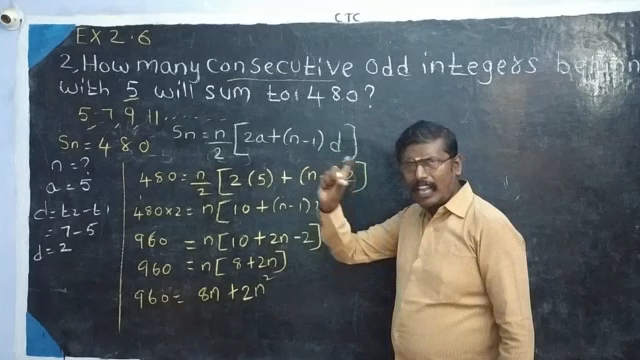 CTC
EX 2.6
2, How many consecutive odd integers begin
with 5 will sum to: 480?
5, 7, 9, 11, ......
Sn = n/2 [2a+(n-1) d]
Sn = 480
n = ?
a = 5
d = t2 - t1
= 7-5
d = 2
480 = n/2 [2(5) + (n- 2]
480×2 = n[10 + (n-1)
960 = n[10 + 2n - 2]
960 = n[8 + 2n]
960 = 8n + 2n²